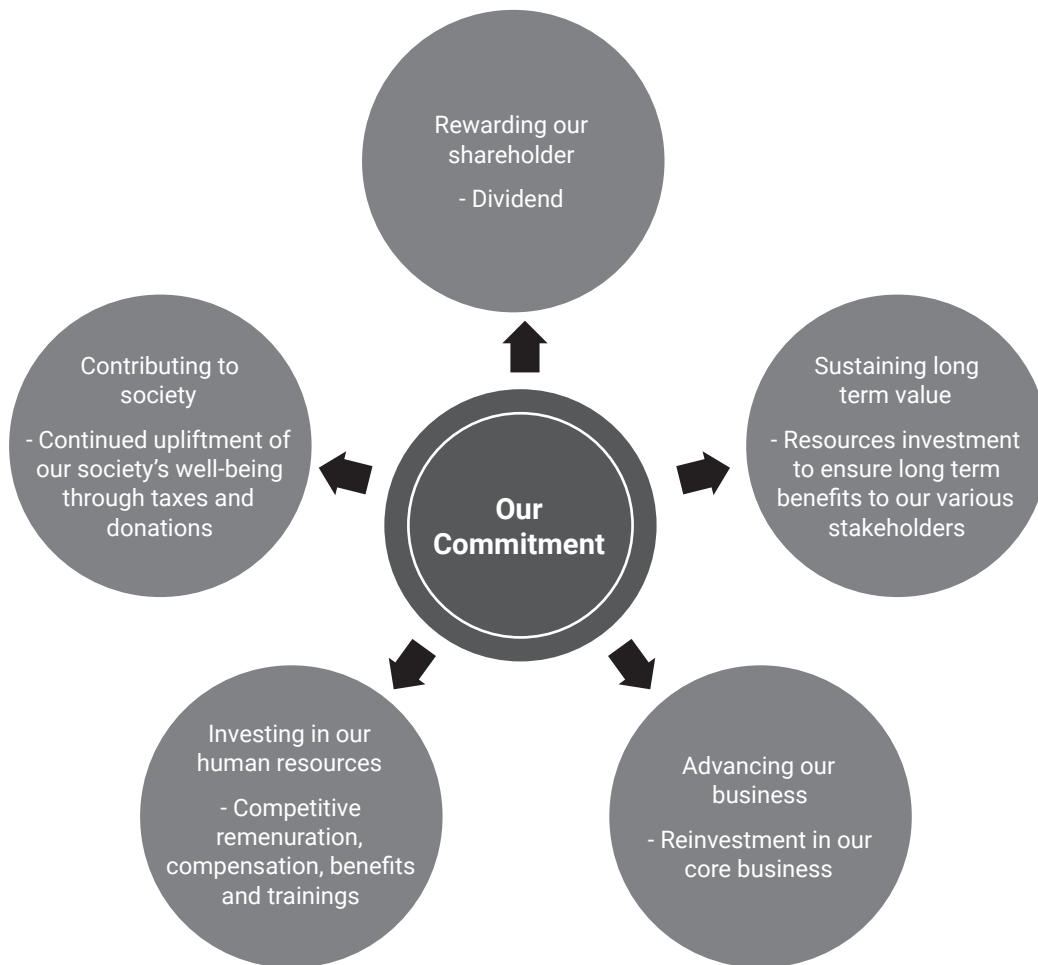 Rewarding our
shareholder
- Dividend
Contributing to
society
- Continued upliftment of
our society’s well-being
through taxes and
donations
Sustaining long
term value
- Resources investment
to ensure long term
benefits to our various
stakeholders
Our
Commitment
Investing in our
human resources
- Competitive
remenuration,
compensation, benefits
and trainings
Advancing our
business
- Reinvestment in our
core business